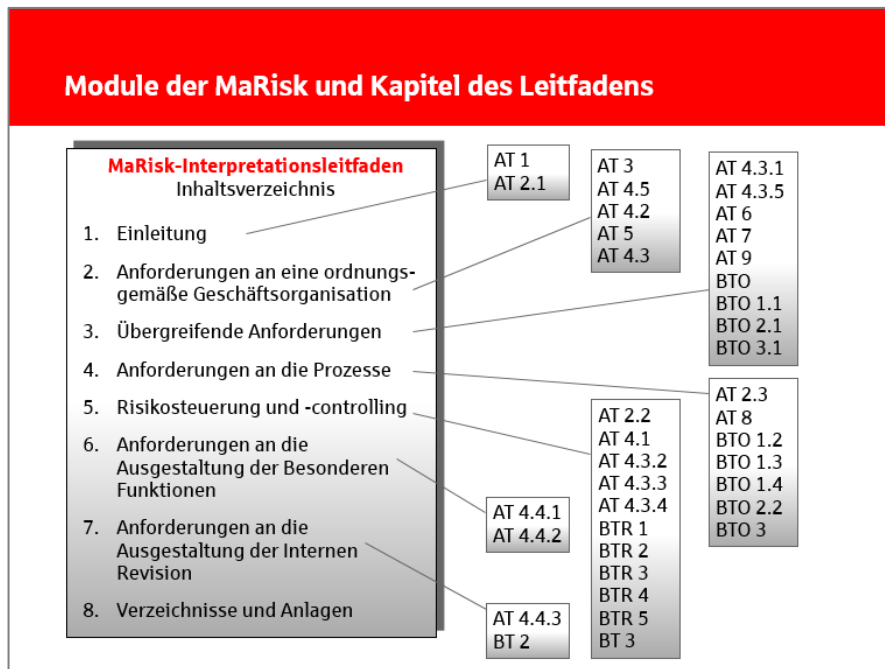 Module der MaRisk und Kapitel des Leitfadens
MaRisk-Interpretationsleitfaden
Inhaltsverzeichnis
1. Einleitung
2. Anforderungen an eine ordnungs-
gemäße Geschäftsorganisation
3. Übergreifende Anforderungen
4. Anforderungen an die Prozesse
5. Risikosteuerung und -controlling
6. Anforderungen an die
Ausgestaltung der Besonderen
Funktionen
7. Anforderungen an die
Ausgestaltung der Internen
Revision
8. Verzeichnisse und Anlagen
AT 1
AT 2.1
AT 3
AT 4.5
AT 4.2
AT 5
AT 4.3
AT 4.3.1
AT 4.3.5
AT 6
AT 7
AT 9
BTO
BTO 1.1
BTO 2.1
BTO 3.1
AT 2.3
AT 8
BTO 1.2
BTO 1.3
BTO 1.4
BTO 2.2
BTO 3
AT 2.2
AT 4.1
AT 4.3.2
AT 4.3.3
AT 4.3.4
BTR 1
BTR 2
BTR 3
BTR 4
BTR 5
BT 3
AT 4.4.1
AT 4.4.2
AT 4.4.3
BT 2